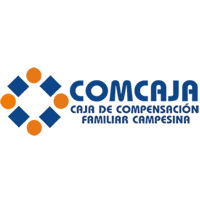 COMCAJA
CAJA DE COMPENSACIÓN
FAMILIAR CAMPESINA